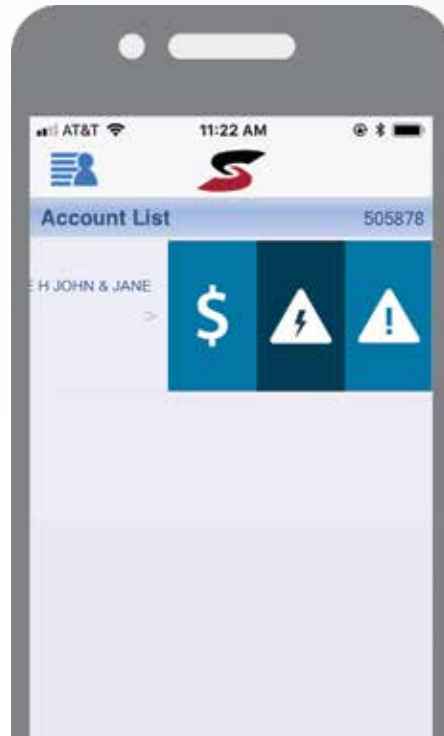 AT&T 11:22 AM
Account List 505878
E H JOHN & JANE
>
$ !